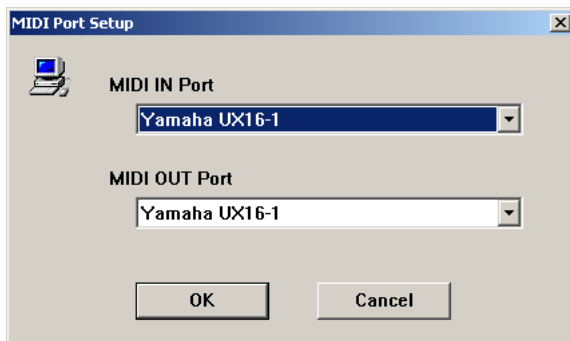 MIDI Port Setup
MIDI IN Port
Yamaha UX16-1
MIDI OUT Port
Yamaha UX16-1
OK
Cancel